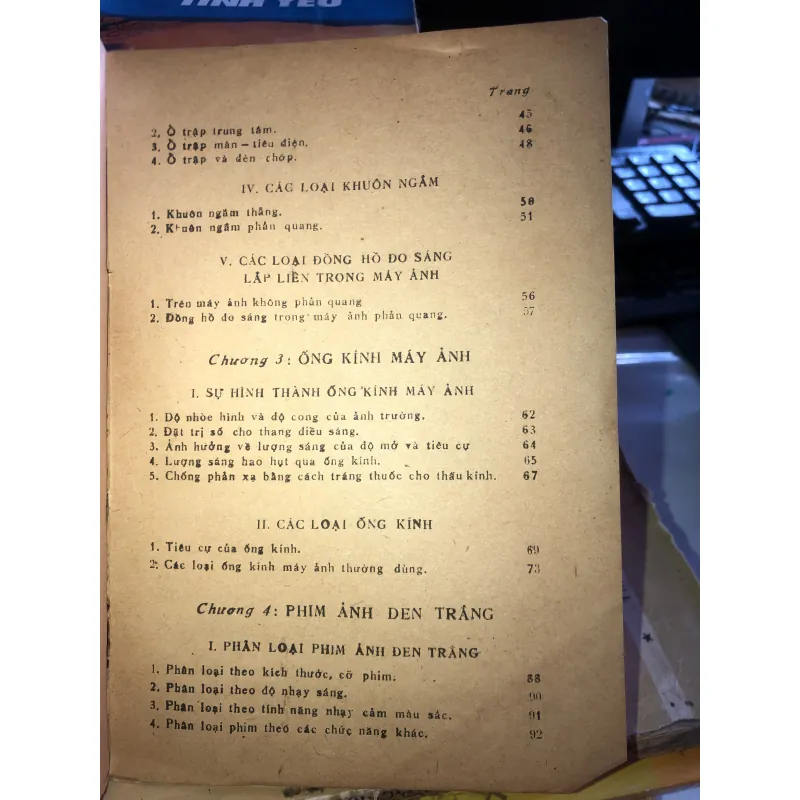 TÌNH YÊU
Trang
2. Ổ trập trung tâm. 45
3. Ổ trập màn – tiêu diện. 46
4. Ổ trập và đèn chớp. 48
IV. CÁC LOẠI KHUÔN NGẮM
1. Khuôn ngắm thẳng. 50
2. Khuôn ngắm phản quang. 51
V. CÁC LOẠI ĐỒNG HỒ ĐO SÁNG
LẮP LIỀN TRONG MÁY ẢNH
1. Trên máy ảnh không phản quang 56
2. Đồng hồ đo sáng trong máy ảnh phản quang. 57
Chương 3: ỐNG KÍNH MÁY ẢNH
I. SỰ HÌNH THÀNH ỐNG KÍNH MÁY ẢNH
1. Độ nhòe hình và độ cong của ảnh trường. 62
2. Đặt trị số cho thang điều sáng. 63
3. Ảnh hưởng về lượng sáng của độ mở và tiêu cự 64
4. Lượng sáng hao hụt qua ống kính. 65
5. Chống phản xạ bằng cách tráng thuốc cho thấu kính. 67
II. CÁC LOẠI ỐNG KÍNH
1. Tiêu cự của ống kính. 69
2. Các loại ống kính máy ảnh thường dùng. 73
Chương 4: PHIM ẢNH ĐEN TRẮNG
I. PHÂN LOẠI PHIM ẢNH ĐEN TRẮNG
1. Phân loại theo kích thước, cỡ phim. 88
2. Phân loại theo độ nhạy sáng. 90
3. Phân loại theo tính năng nhạy cảm màu sắc. 91
4. Phân loại phim theo các chức năng khác. 92